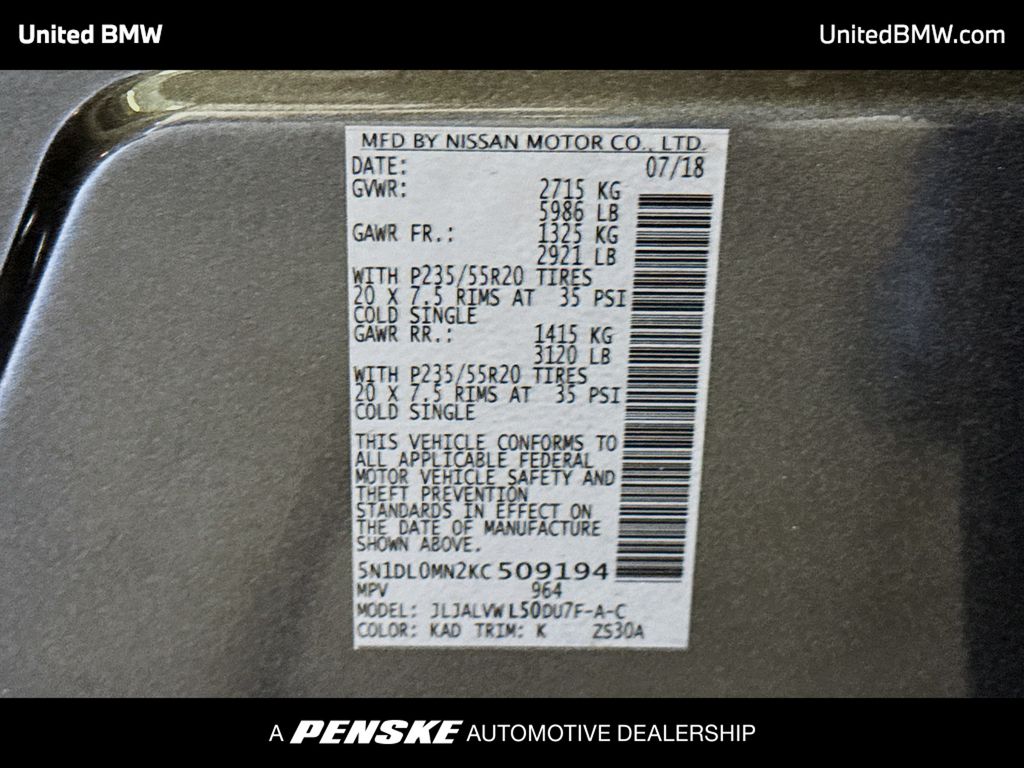 United BMW
UnitedBMW.com
MFD BY NISSAN MOTOR CO., LTD.
DATE: 07/18
GVWR: 2715 KG
5986 LB
GAWR FR.: 1325 KG
2921 LB
WITH P235/55R20 TIRES
20 X 7.5 RIMS AT 35 PSI
COLD SINGLE
GAWR RR.: 1415 KG
3120 LB
WITH P235/55R20 TIRES
20 X 7.5 RIMS AT 35 PSI
COLD SINGLE
THIS VEHICLE CONFORMS TO
ALL APPLICABLE FEDERAL
MOTOR VEHICLE SAFETY AND
THEFT PREVENTION
STANDARDS IN EFFECT ON
THE DATE OF MANUFACTURE
SHOWN ABOVE.
5N1DL0MN2KC509194
MPV 964
MODEL: JLJALVWL50DU7F-A-C
COLOR: KAD TRIM: K ZS30A
A PENSKE AUTOMOTIVE DEALERSHIP